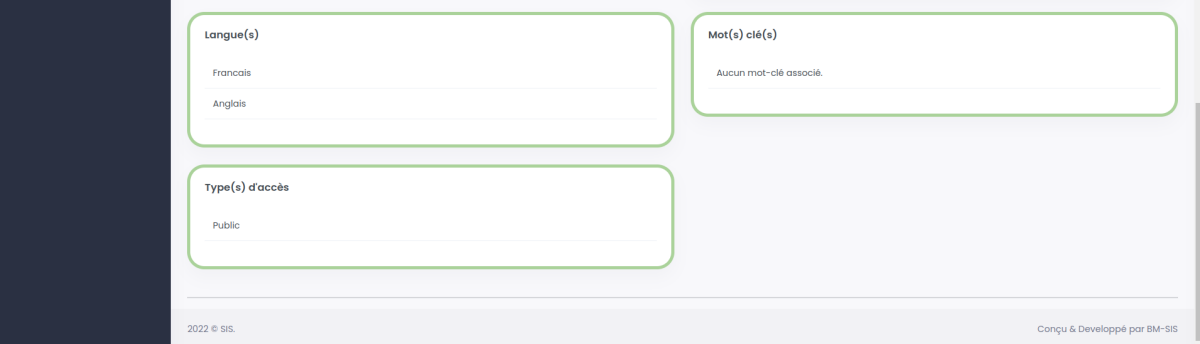 Langue(s)
Francais
Anglais
Mot(s) clé(s)
Aucun mot-clé associé.
Type(s) d'accès
Public
2022 © SIS.
Conçu & Developpé par BM-SIS